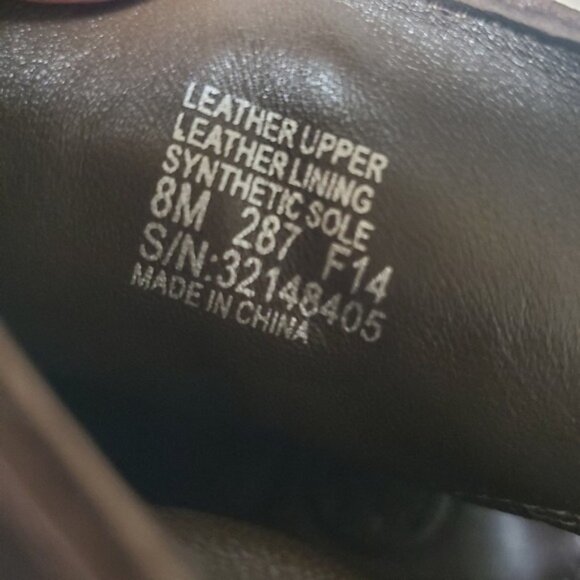 LEATHER UPPER
LEATHER LINING
SYNTHETIC SOLE
8M 287 F14
S/N:32148405
MADE IN CHINA